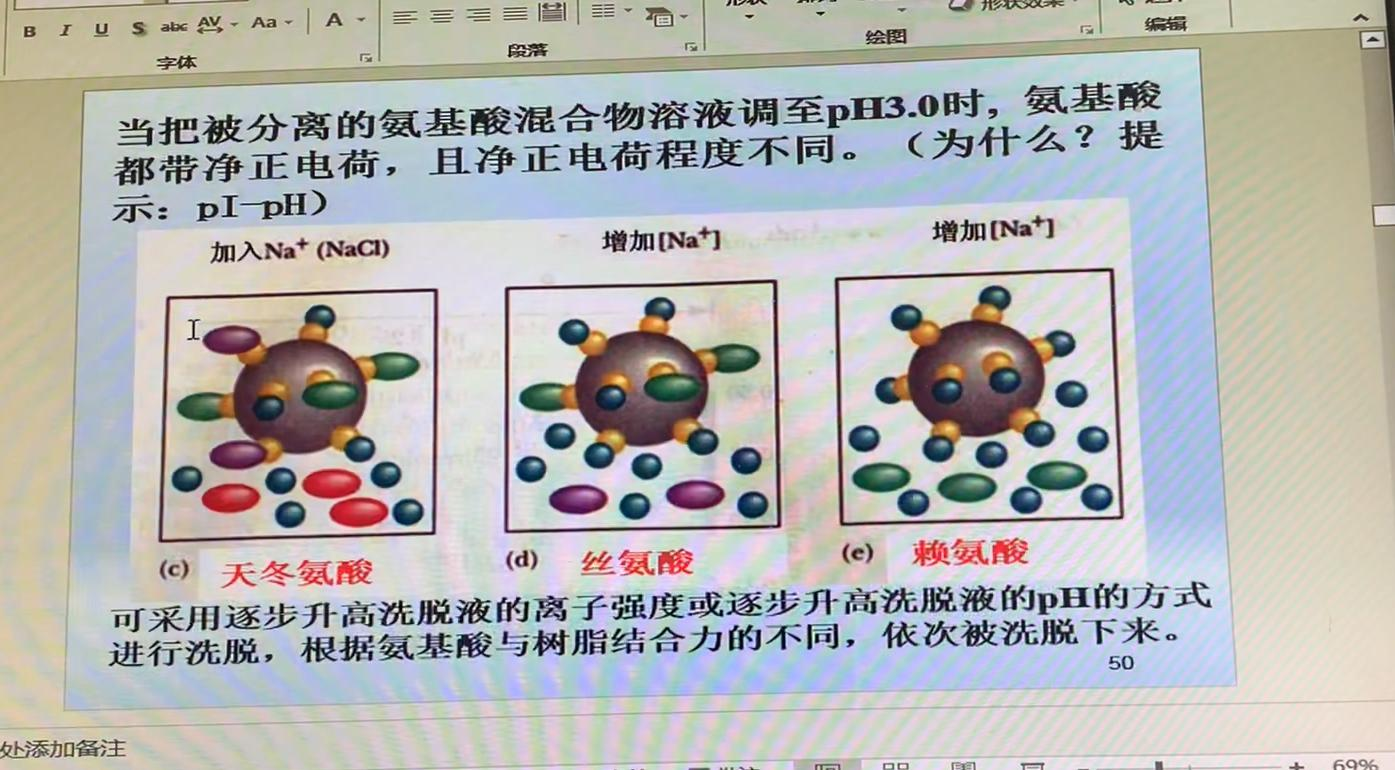 B I U S abc AV Aa A
字体
段落
绘图
编辑
当把被分离的氨基酸混合物溶液调至pH3.0时，氨基酸
都带净正电荷，且净正电荷程度不同。（为什么？提
示：pI-pH）
加入Na⁺ (NaCl)
增加[Na⁺]
增加[Na⁺]
(c) 天冬氨酸
(d) 丝氨酸
(e) 赖氨酸
可采用逐步升高洗脱液的离子强度或逐步升高洗脱液的pH的方式
进行洗脱，根据氨基酸与树脂结合力的不同，依次被洗脱下来。
50
处添加备注
69%